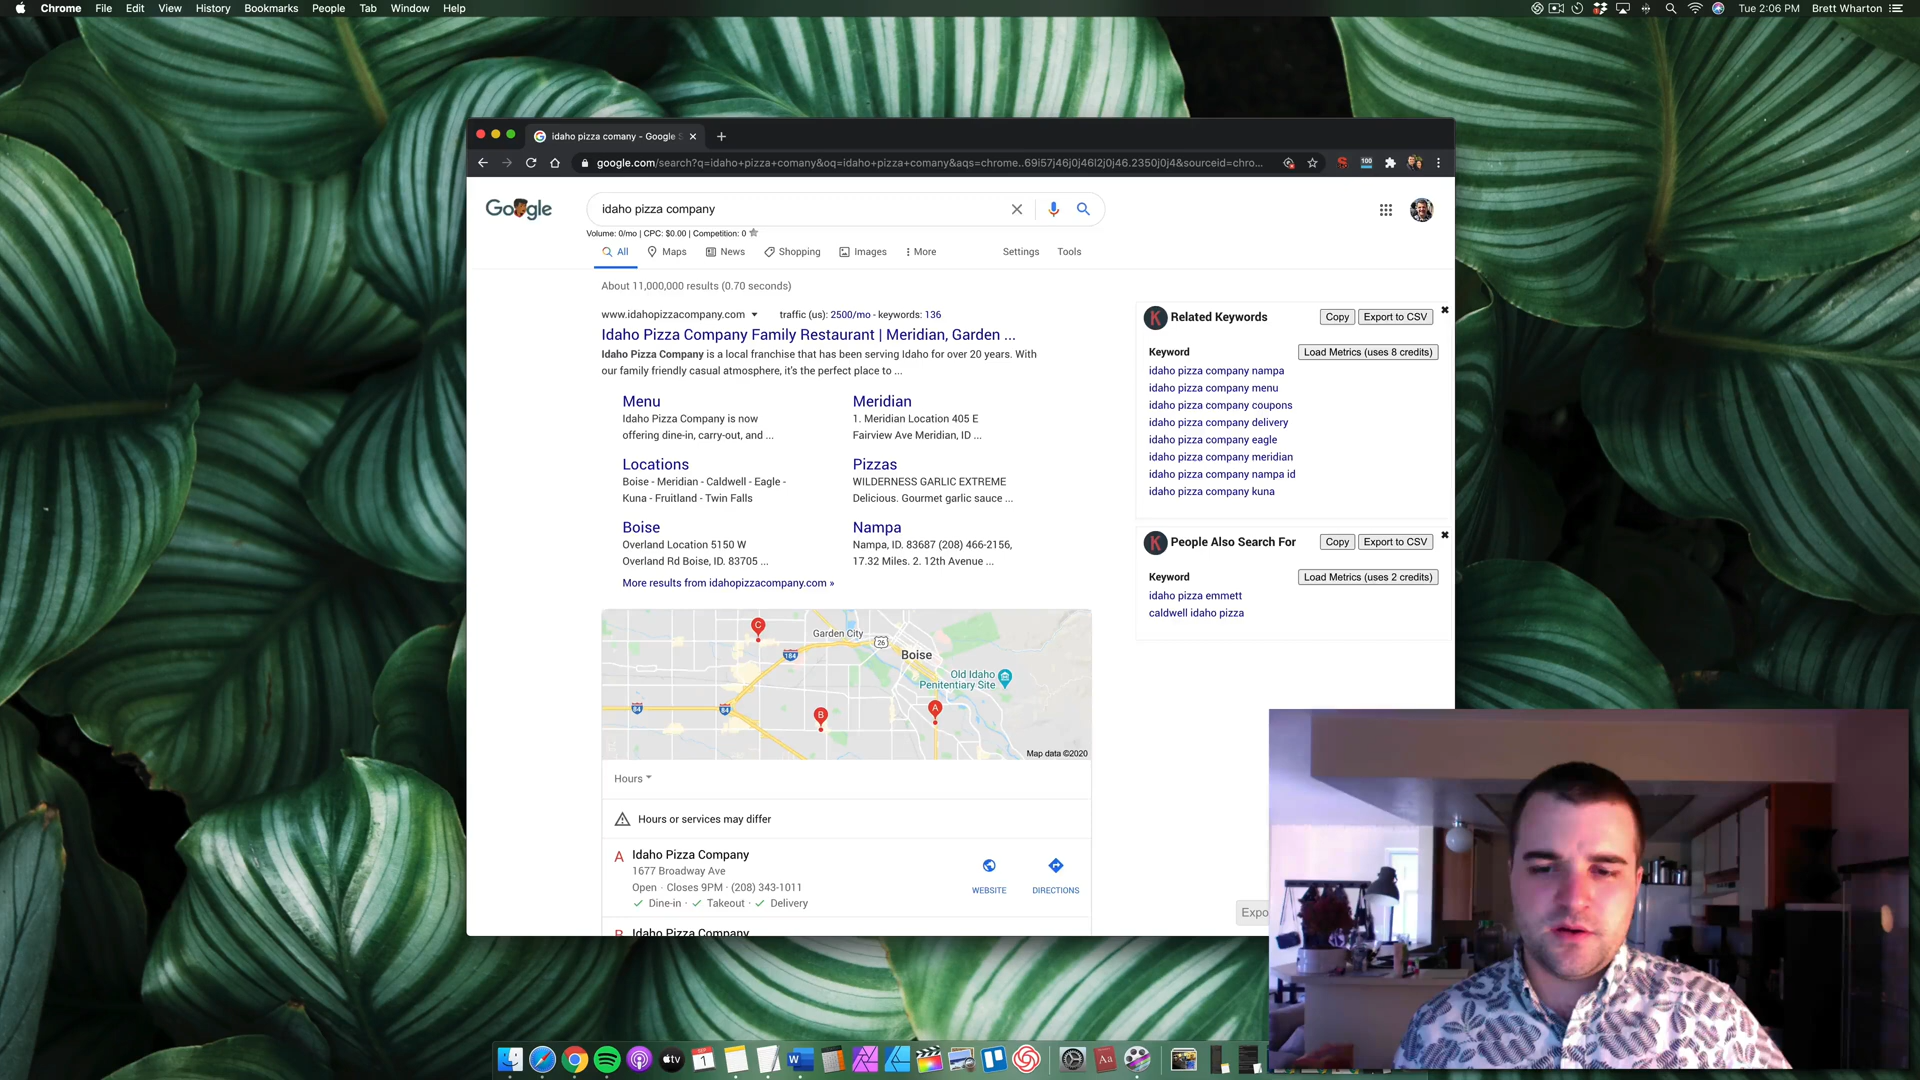 Chrome File Edit View History Bookmarks People Tab Window Help
Tue 2:06 PM Brett Wharton
idaho pizza comany - Google S
google.com/search?q=idaho+pizza+comany&oq=idaho+pizza+comany&aqs=chrome..69i57j46j0j46l2j0j46.2350j0j4&sourceid=chro...
100
Google
idaho pizza company
Volume: 0/mo | CPC: $0.00 | Competition: 0
All Maps News Shopping Images More Settings Tools
About 11,000,000 results (0.70 seconds)
www.idahopizzacompany.com traffic (us): 2500/mo - keywords: 136
Idaho Pizza Company Family Restaurant | Meridian, Garden ...
Idaho Pizza Company is a local franchise that has been serving Idaho for over 20 years. With
our family friendly casual atmosphere, it's the perfect place to ...
Menu
Idaho Pizza Company is now
offering dine-in, carry-out, and ...
Meridian
1. Meridian Location 405 E
Fairview Ave Meridian, ID ...
Locations
Boise - Meridian - Caldwell - Eagle -
Kuna - Fruitland - Twin Falls
Pizzas
WILDERNESS GARLIC EXTREME
Delicious. Gourmet garlic sauce ...
Boise
Overland Location 5150 W
Overland Rd Boise, ID. 83705 ...
Nampa
Nampa, ID. 83687 (208) 466-2156,
17.32 Miles. 2. 12th Avenue ...
More results from idahopizzacompany.com »
C
Garden City
26
184
Boise
Old Idaho
Penitentiary Site
84
84
B
A
Map data ©2020
Hours
Hours or services may differ
A Idaho Pizza Company
1677 Broadway Ave
Open · Closes 9PM · (208) 343-1011
Dine-in · Takeout · Delivery
WEBSITE
DIRECTIONS
B Idaho Pizza Company
K Related Keywords Copy Export to CSV
Keyword Load Metrics (uses 8 credits)
idaho pizza company nampa
idaho pizza company menu
idaho pizza company coupons
idaho pizza company delivery
idaho pizza company eagle
idaho pizza company meridian
idaho pizza company nampa id
idaho pizza company kuna
K People Also Search For Copy Export to CSV
Keyword Load Metrics (uses 2 credits)
idaho pizza emmett
caldwell idaho pizza
Expo
tv
1
W
Aa